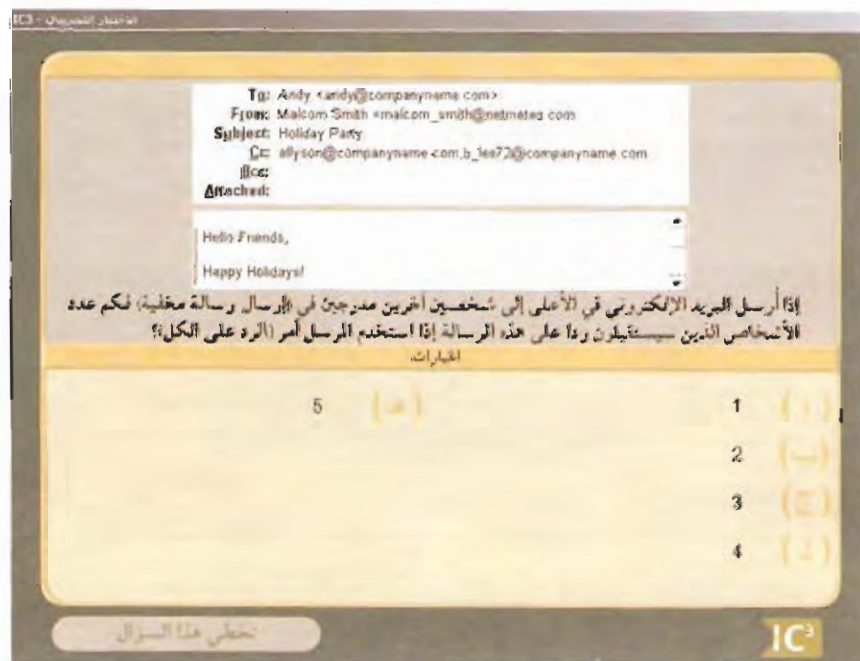 IC3 - الاختبار التجريبي
To: Andy <andy@companyname.com>
From: Malcom Smith <malcom_smith@netmateg.com
Subject: Holiday Party
Cc: allyson@companyname.com,b_lee72@companyname.com
Bcc:
Attached:
Hello Friends,
Happy Holidays!
إذا أرسل البريد الإلكتروني في الأعلى إلى شخصين آخرين مدرجين في (إرسال رسالة مخفية) فكم عدد
الأشخاص الذين سيستقبلون ردا على هذه الرسالة إذا استخدم المرسل أمر (الرد على الكل)؟
الخيارات
( أ ) 1
( ب ) 2
( ج ) 3
( د ) 4
( هـ ) 5
تخطى هذا السؤال
IC³